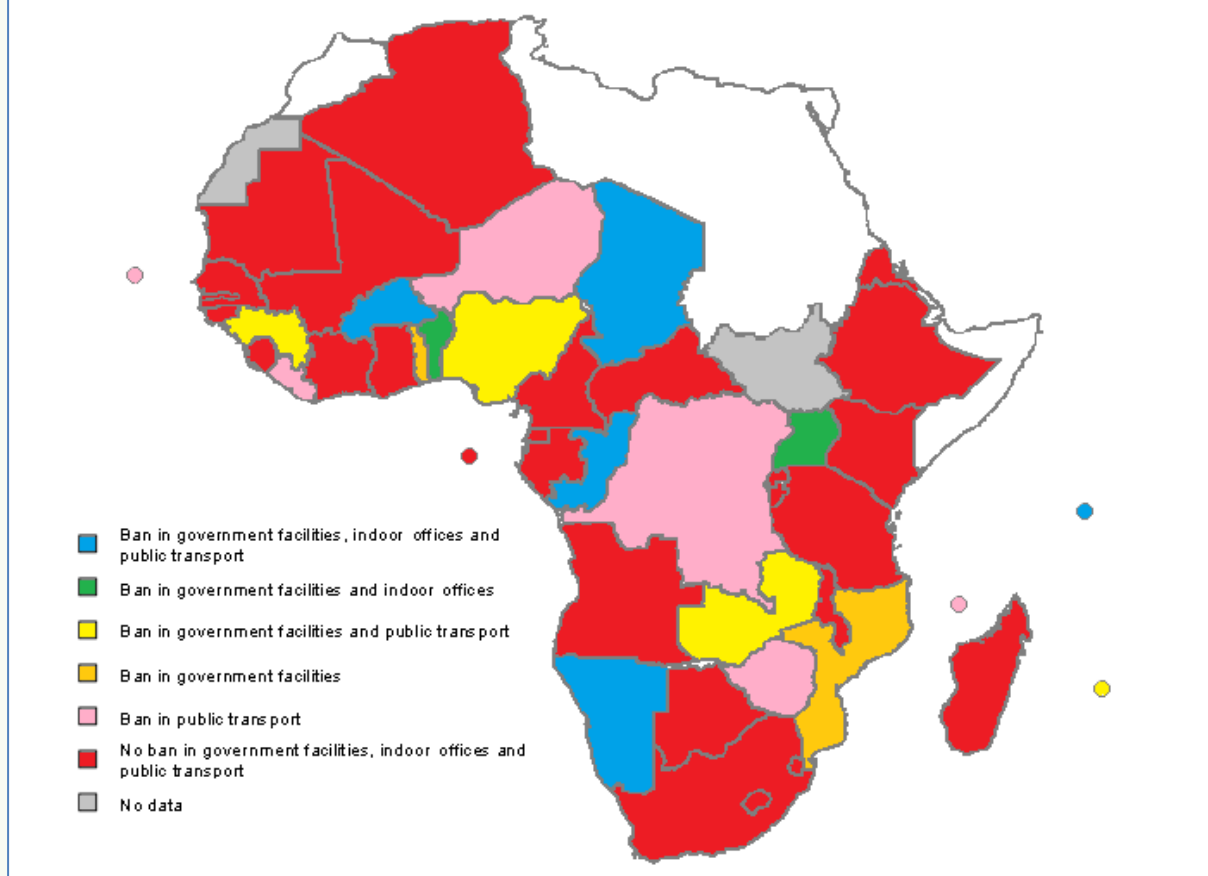 Ban in government facilities, indoor offices and
public transport
Ban in government facilities and indoor offices
Ban in government facilities and public transport
Ban in government facilities
Ban in public transport
No ban in government facilities, indoor offices and
public transport
No data